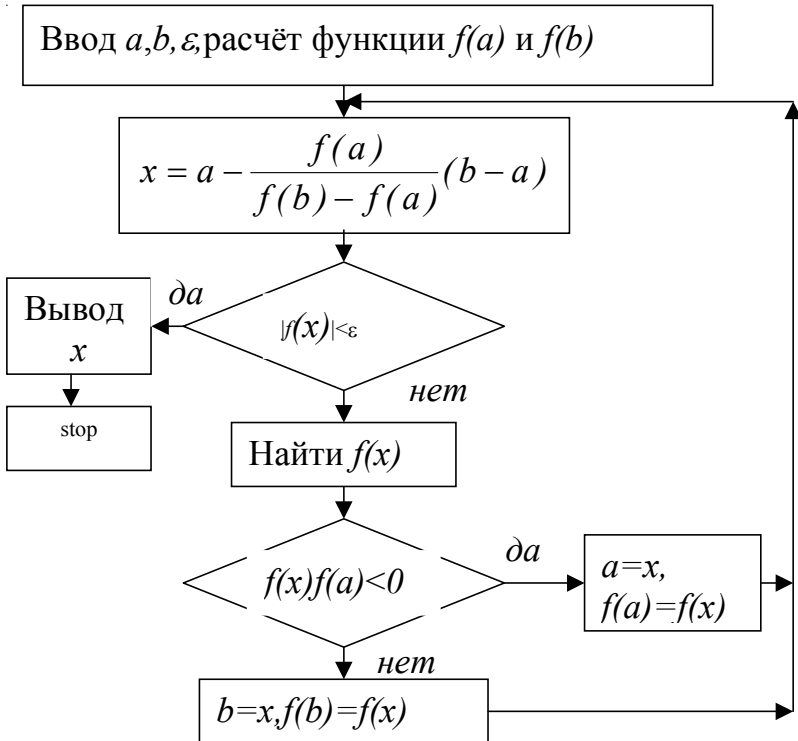 Ввод a,b,ε,расчёт функции f(a) и f(b)
x = a − f(a) / f(b) − f(a) (b − a)
да
Вывод
x
|f(x)|<ε
нет
stop
Найти f(x)
да
f(x)f(a)<0
a=x,
f(a)=f(x)
нет
b=x,f(b)=f(x)